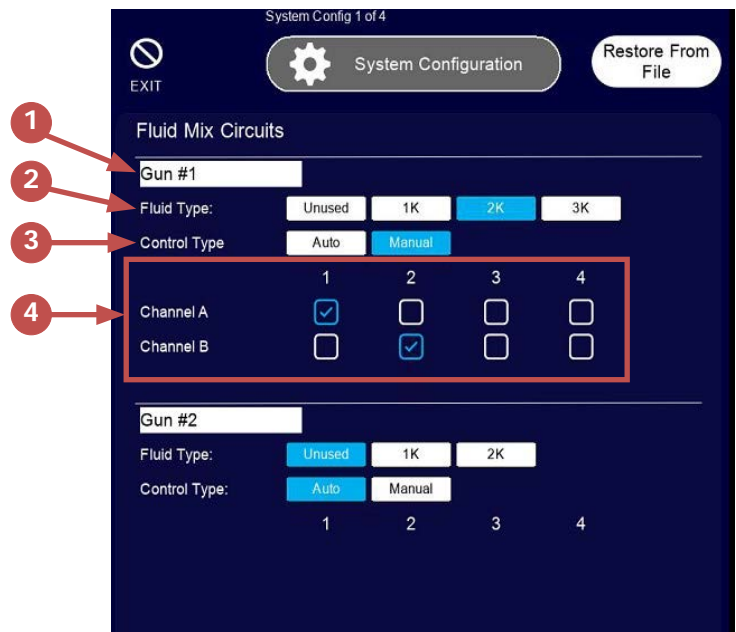 System Config 1 of 4
EXIT
System Configuration
Restore From
File
Fluid Mix Circuits
1
Gun #1
2
Fluid Type: Unused 1K 2K 3K
3
Control Type Auto Manual
1 2 3 4
4
Channel A
Channel B
Gun #2
Fluid Type: Unused 1K 2K
Control Type: Auto Manual
1 2 3 4